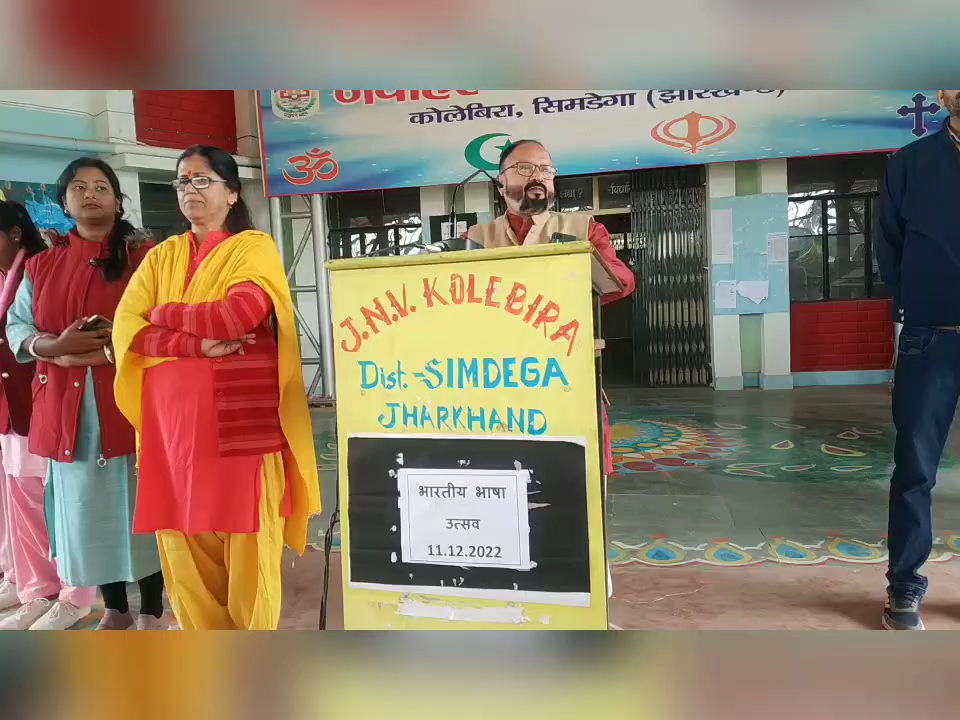 कोलेबिरा, सिमडेगा (झारखण्ड)
ॐ
J.N.V. KOLEBIRA
Dist.-SIMDEGA
JHARKHAND
भारतीय भाषा
उत्सव
11.12.2022